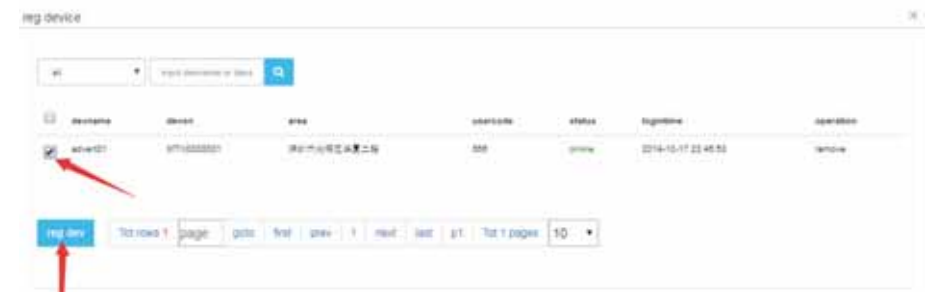 reg device
all
devname devsn area usercode status logintime operation
advert01 online remove
reg dev Tot rows 1 page goto first prev 1 next last p1 Tot 1 pages 10